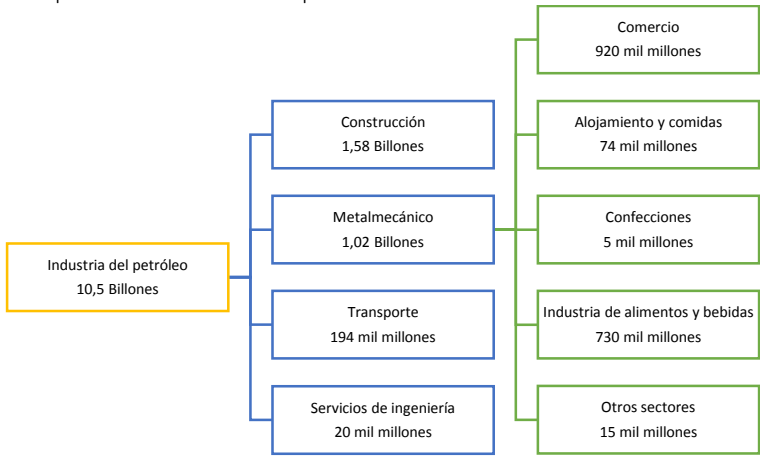 Industria del petróleo
10,5 Billones
Construcción
1,58 Billones
Metalmecánico
1,02 Billones
Transporte
194 mil millones
Servicios de ingeniería
20 mil millones
Comercio
920 mil millones
Alojamiento y comidas
74 mil millones
Confecciones
5 mil millones
Industria de alimentos y bebidas
730 mil millones
Otros sectores
15 mil millones